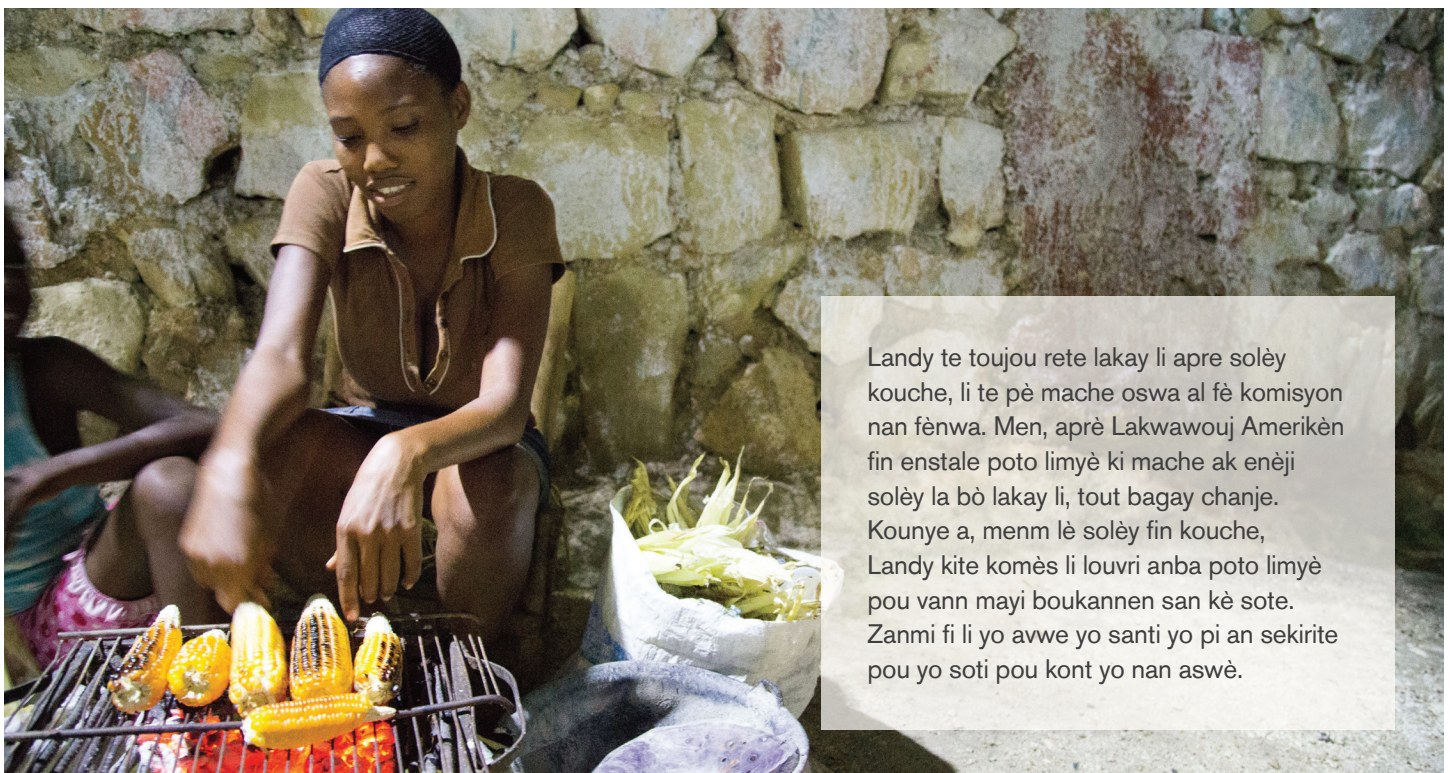 Landy te toujou rete lakay li apre solèy
kouche, li te pè mache oswa al fè komisyon
nan fènwa. Men, aprè Lakwawouj Amerikèn
fin enstale poto limyè ki mache ak enèji
solèy la bò lakay li, tout bagay chanje.
Kounye a, menm lè solèy fin kouche,
Landy kite komès li louvri anba poto limyè
pou vann mayi boukannen san kè sote.
Zanmi fi li yo avwe yo santi yo pi an sekirite
pou yo soti pou kont yo nan aswè.